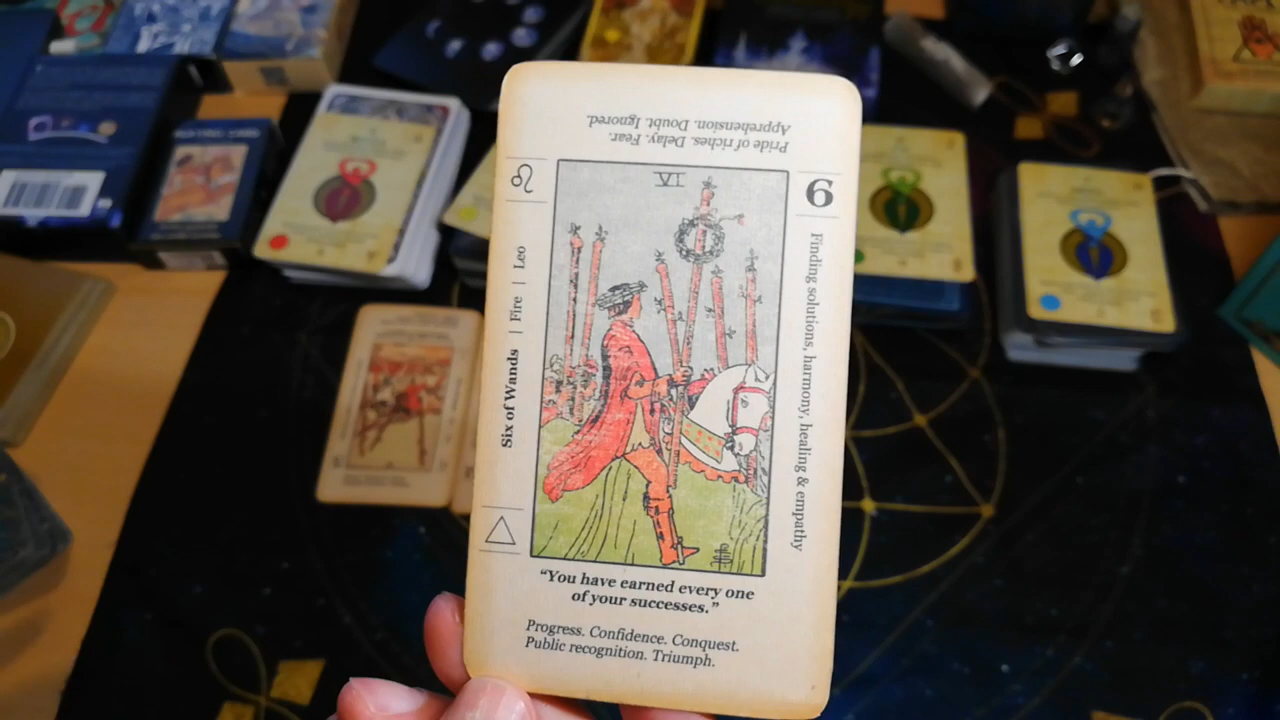 Pride of riches. Delay. Fear.
Apprehension. Doubt. Ignored.
VI
6
Finding solutions, harmony, healing & empathy
Six of Wands | Fire | Leo
“You have earned every one
of your successes.”
Progress. Confidence. Conquest.
Public recognition. Triumph.